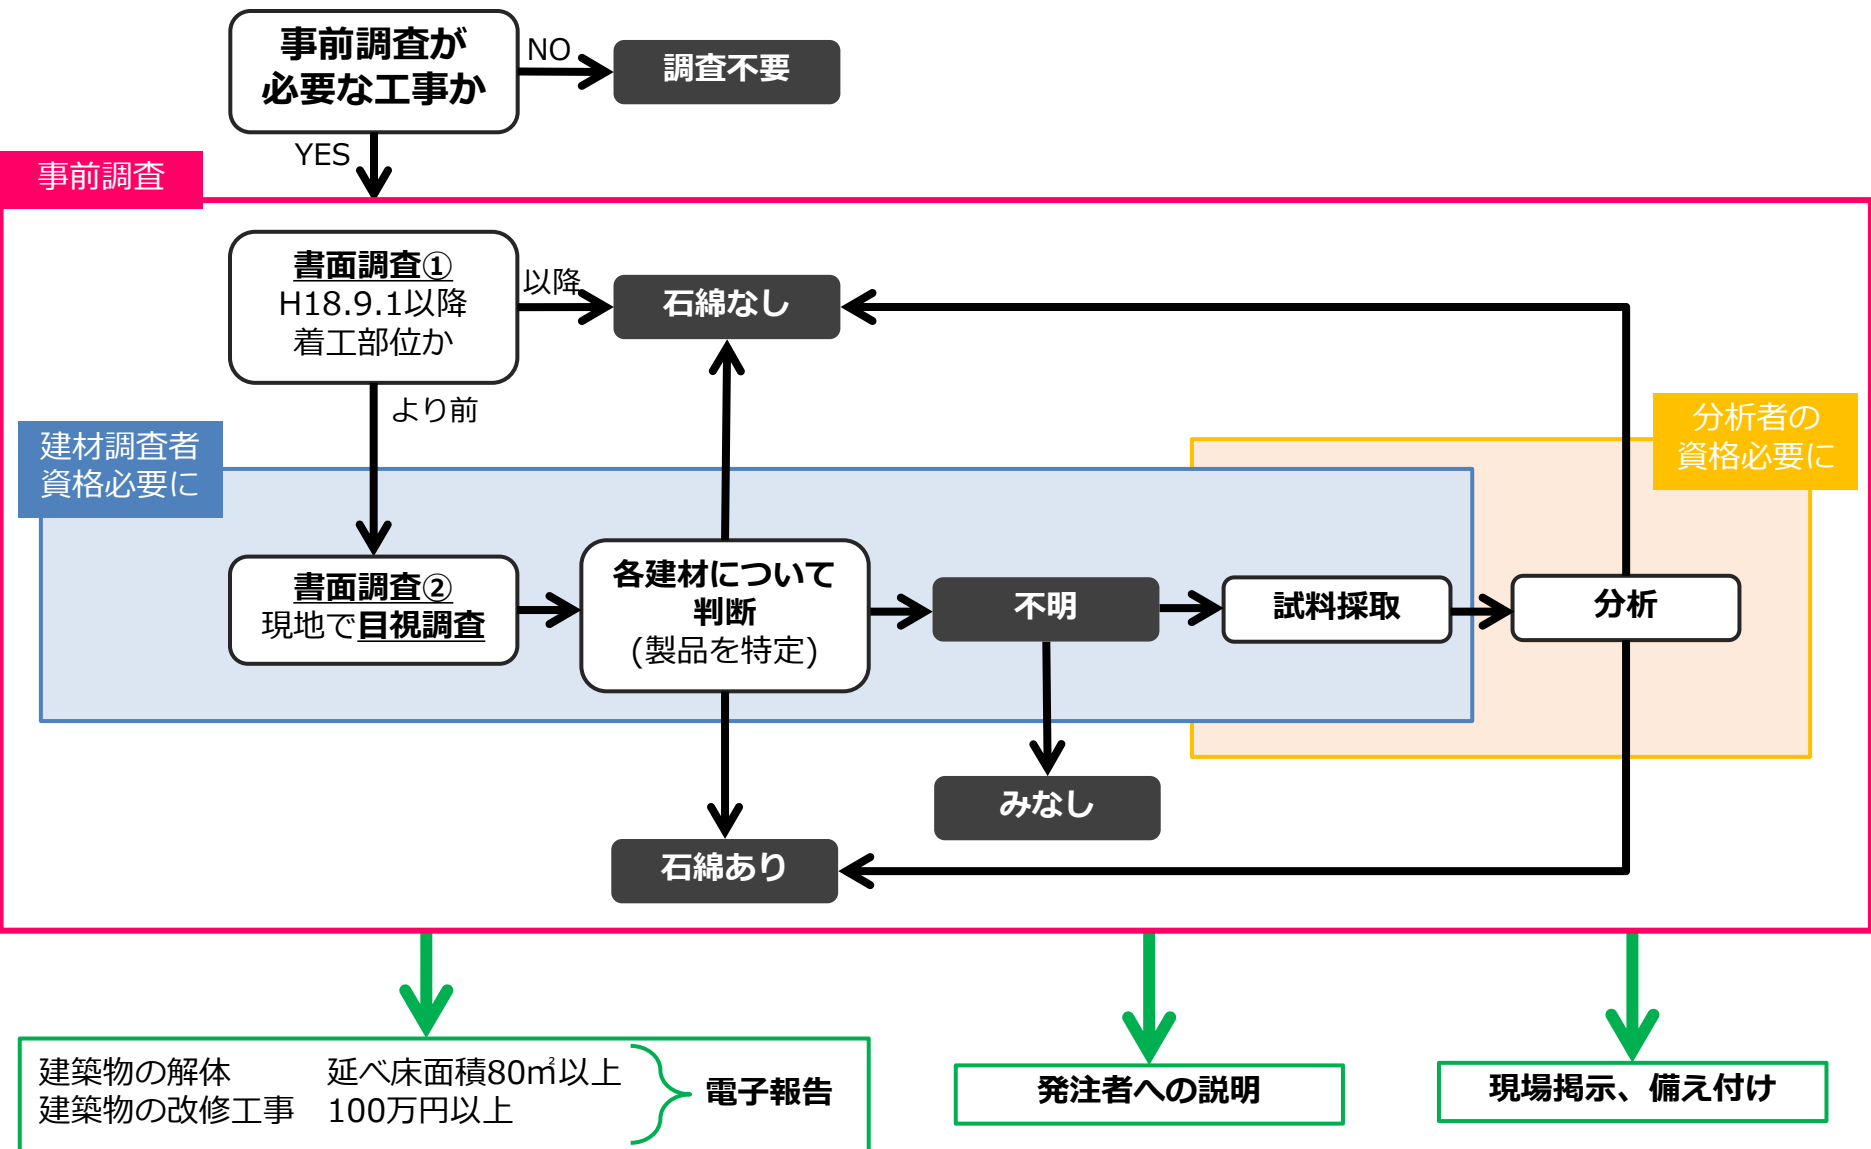 事前調査が
必要な工事か
NO
調査不要
YES
事前調査
書面調査①
H18.9.1以降
着工部位か
以降
石綿なし
より前
建材調査者
資格必要に
分析者の
資格必要に
書面調査②
現地で目視調査
各建材について
判断
(製品を特定)
不明
試料採取
分析
みなし
石綿あり
建築物の解体 延べ床面積80㎡以上
建築物の改修工事 100万円以上
電子報告
発注者への説明
現場掲示、備え付け